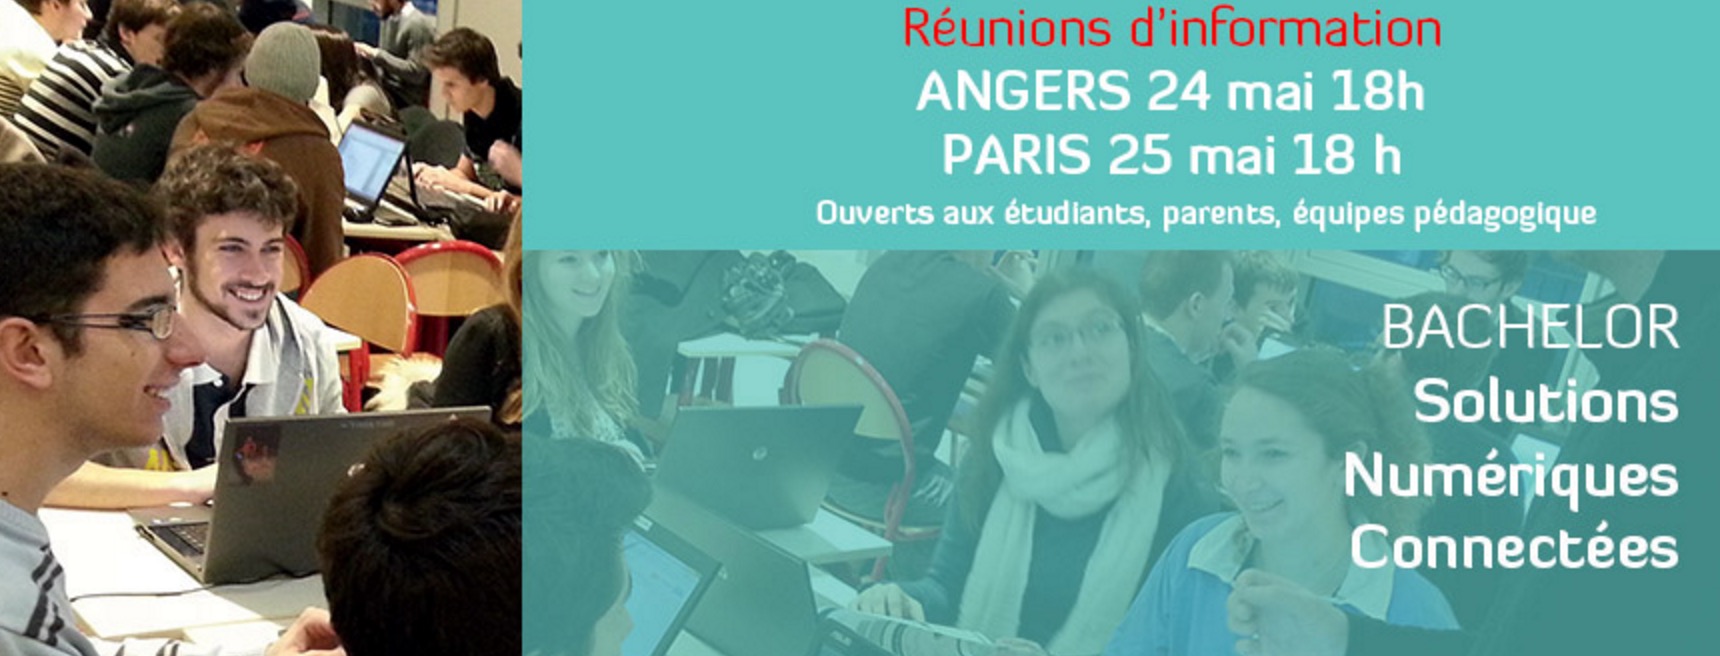 Réunions d'information
ANGERS 24 mai 18h
PARIS 25 mai 18 h
Ouverts aux étudiants, parents, équipes pédagogique
BACHELOR
Solutions
Numériques
Connectées